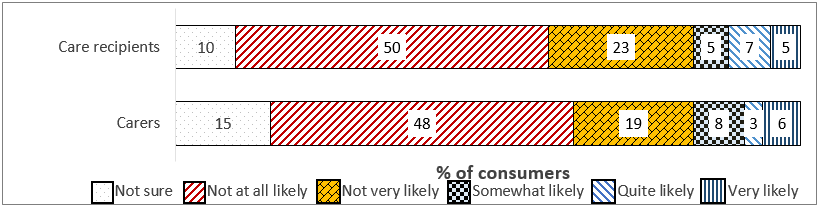 Care recipients 10 50 23 5 7 5
Carers 15 48 19 8 3 6
% of consumers
Not sure Not at all likely Not very likely Somewhat likely Quite likely Very likely